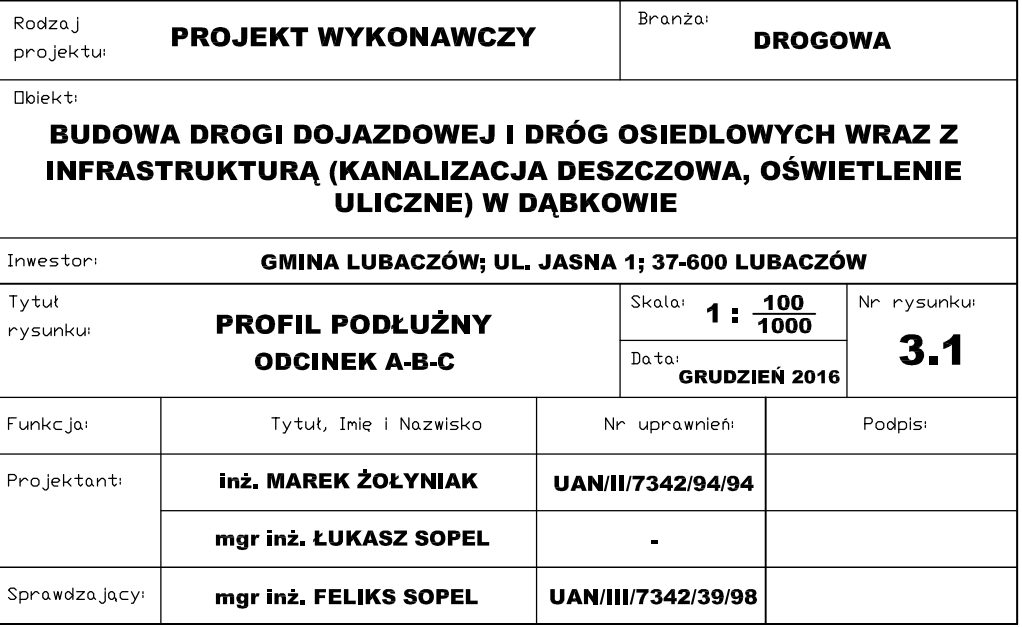 Rodzaj projektu: PROJEKT WYKONAWCZY
Branża: DROGOWA
Obiekt:
BUDOWA DROGI DOJAZDOWEJ I DRÓG OSIEDLOWYCH WRAZ Z
INFRASTRUKTURĄ (KANALIZACJA DESZCZOWA, OŚWIETLENIE
ULICZNE) W DĄBKOWIE
Inwestor: GMINA LUBACZÓW; UL. JASNA 1; 37-600 LUBACZÓW
Tytuł
rysunku:
PROFIL PODŁUŻNY
ODCINEK A-B-C
Skala: 1 : 100
1000
Data:
GRUDZIEŃ 2016
Nr rysunku:
3.1
Funkcja: Tytuł, Imię i Nazwisko Nr uprawnień: Podpis:
Projektant: inż. MAREK ŻOŁYNIAK UAN/II/7342/94/94
mgr inż. ŁUKASZ SOPEL -
Sprawdzający: mgr inż. FELIKS SOPEL UAN/III/7342/39/98